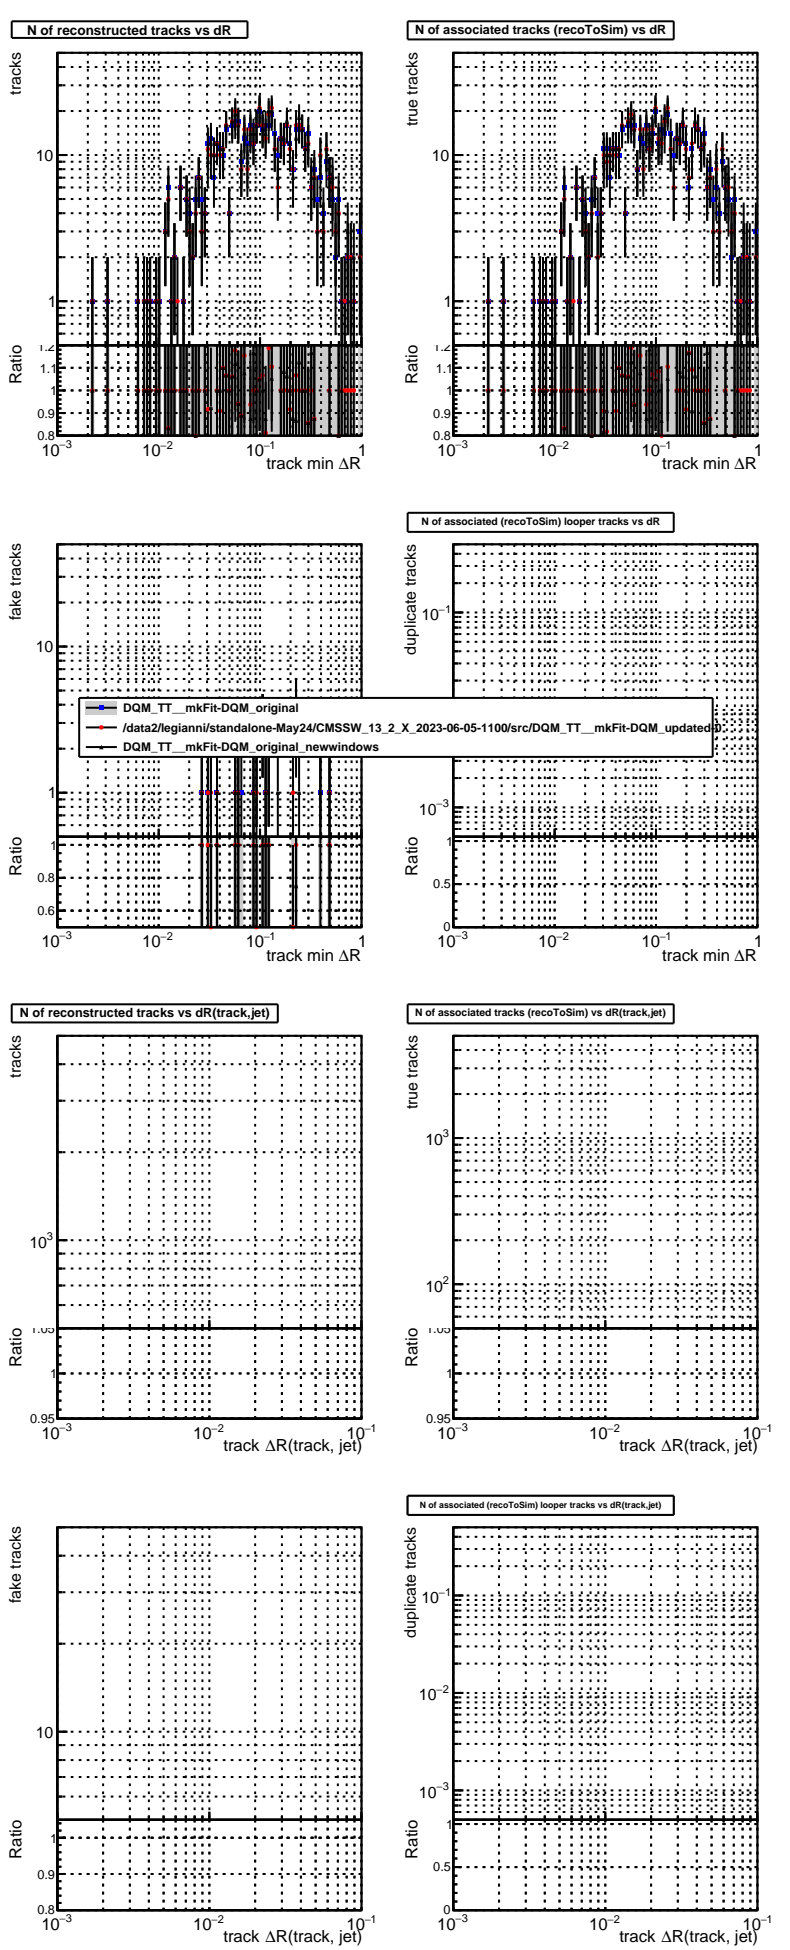 N of reconstructed tracks vs dR
tracks
10
1
Ratio
1.2
1.1
1
0.9
0.8
10⁻³ 10⁻² 10⁻¹ 1
track min ΔR
N of associated tracks (recoToSim) vs dR
true tracks
10
1
Ratio
1.2
1.1
1
0.9
0.8
10⁻³ 10⁻² 10⁻¹ 1
track min ΔR
fake tracks
10
1
Ratio
1
0.8
0.6
10⁻³ 10⁻² 10⁻¹ 1
track min ΔR
N of associated (recoToSim) looper tracks vs dR
duplicate tracks
10⁻¹
10⁻³
Ratio
1
0.5
0
10⁻³ 10⁻² 10⁻¹ 1
track min ΔR
DQM_TT__mkFit-DQM_original
/data2/legianni/standalone-May24/CMSSW_13_2_X_2023-06-05-1100/src/DQM_TT__mkFit-DQM_updated-0
DQM_TT__mkFit-DQM_original_newwindows
N of reconstructed tracks vs dR(track,jet)
tracks
10³
Ratio
1.05
1
0.95
10⁻³ 10⁻² 10⁻¹
track ΔR(track, jet)
N of associated tracks (recoToSim) vs dR(track,jet)
true tracks
10³
10²
Ratio
1.05
1
0.95
10⁻³ 10⁻² 10⁻¹
track ΔR(track, jet)
fake tracks
10
Ratio
1
0.9
0.8
10⁻³ 10⁻² 10⁻¹
track ΔR(track, jet)
N of associated (recoToSim) looper tracks vs dR(track,jet)
duplicate tracks
10⁻¹
10⁻²
10⁻³
Ratio
1
0.5
0
10⁻³ 10⁻² 10⁻¹
track ΔR(track, jet)